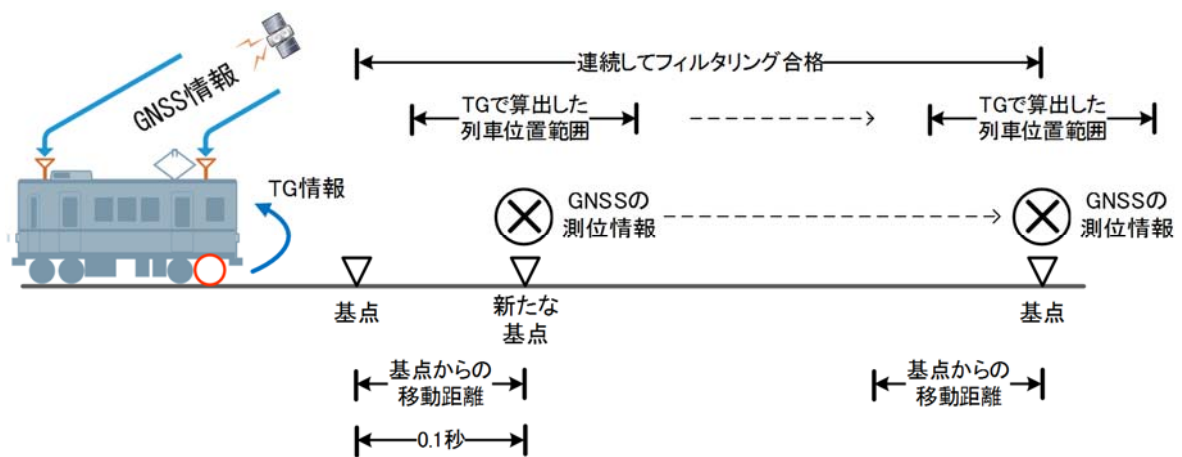 GNSS情報
連続してフィルタリング合格
TGで算出した
列車位置範囲
TGで算出した
列車位置範囲
TG情報
GNSSの
測位情報
GNSSの
測位情報
基点
新たな
基点
基点
基点からの
移動距離
基点からの
移動距離
0.1秒